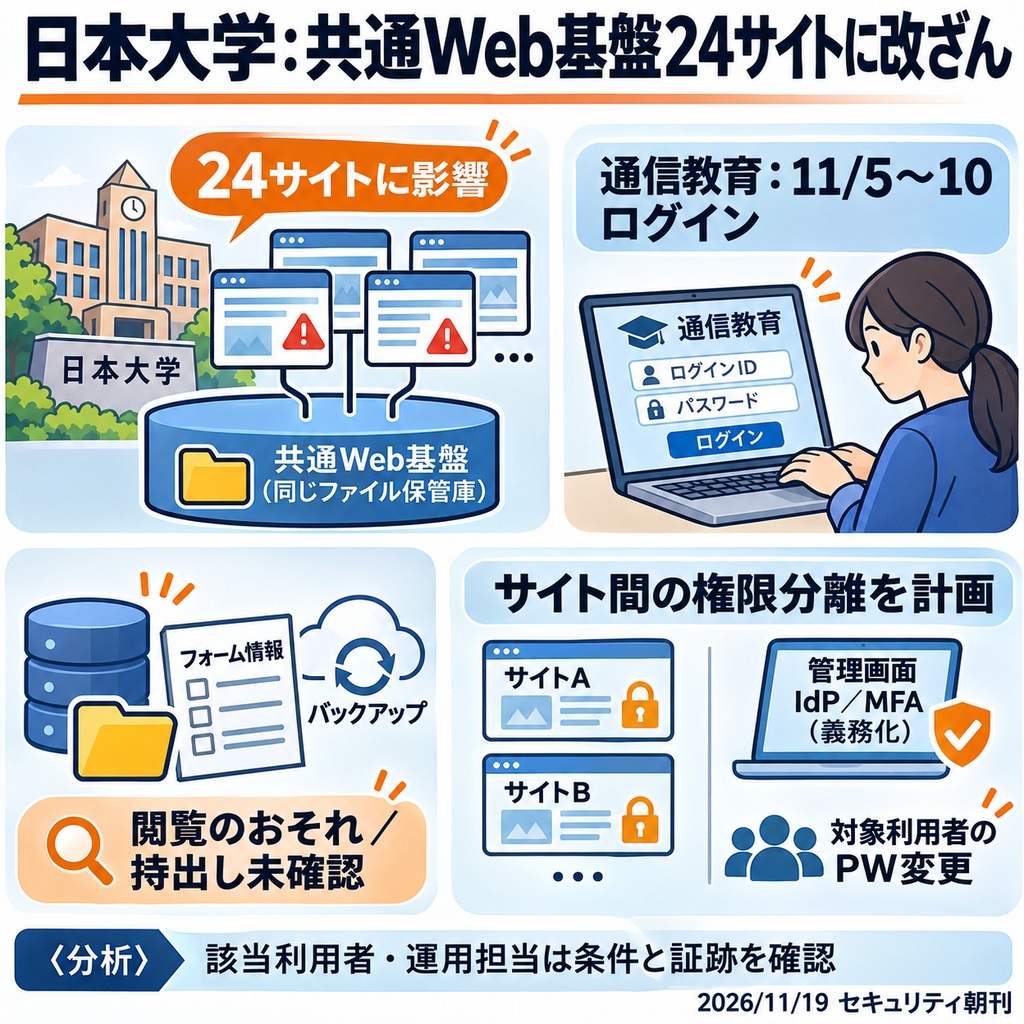 日本大学：共通Web基盤24サイトに改ざん
24サイトに影響
日本大学
共通Web基盤
（同じファイル保管庫）
通信教育：11/5～10
ログイン
通信教育
ログインID
パスワード
ログイン
フォーム情報
バックアップ
閲覧のおそれ／
持出し未確認
サイト間の権限分離を計画
サイトA
サイトB
管理画面
IdP／MFA
（義務化）
対象利用者の
PW変更
〈分析〉
該当利用者・運用担当は条件と証跡を確認
2026/11/19 セキュリティ朝刊